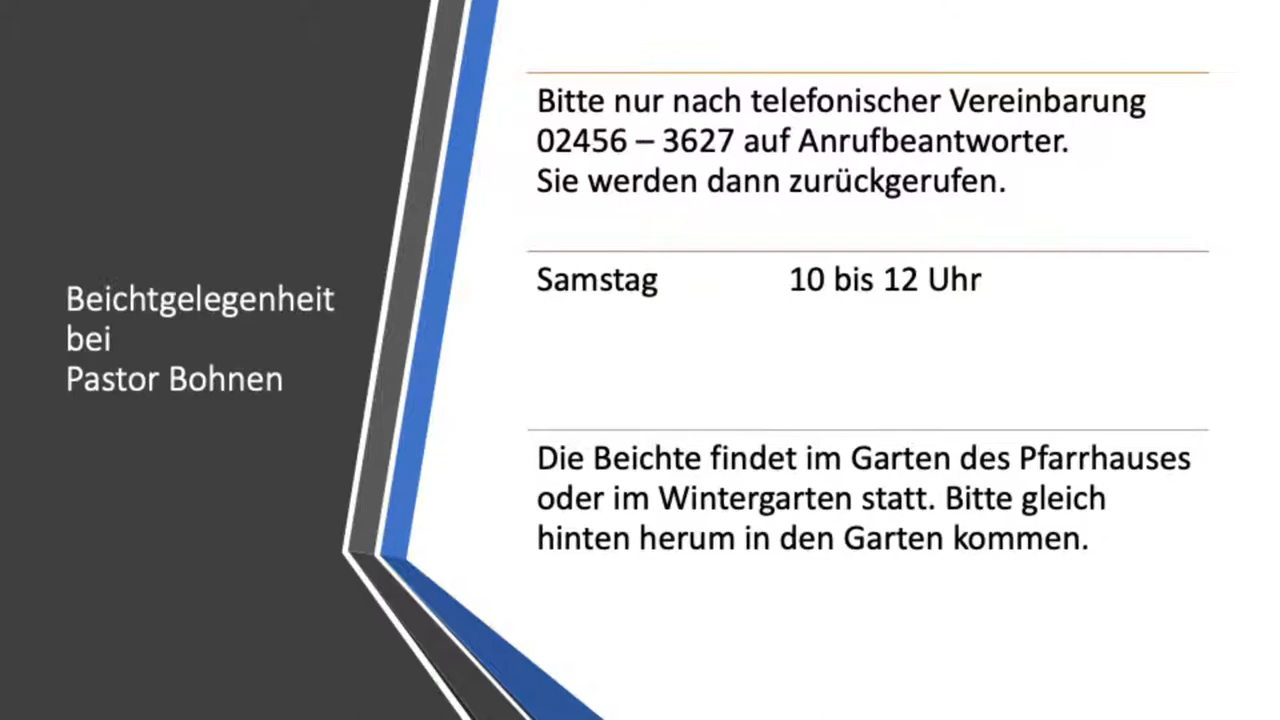 Beichtgelegenheit
bei
Pastor Bohnen
Bitte nur nach telefonischer Vereinbarung
02456 – 3627 auf Anrufbeantworter.
Sie werden dann zurückgerufen.
Samstag 10 bis 12 Uhr
Die Beichte findet im Garten des Pfarrhauses
oder im Wintergarten statt. Bitte gleich
hinten herum in den Garten kommen.